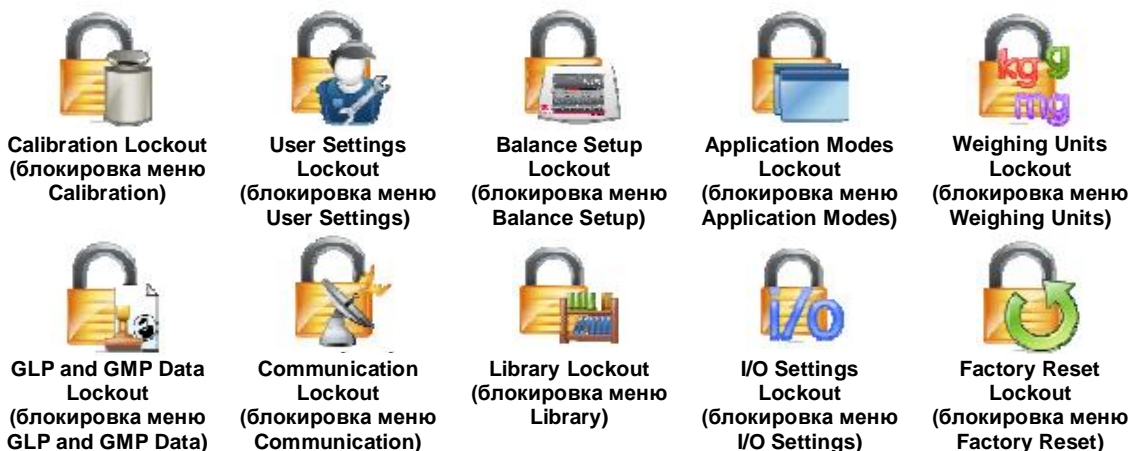 Calibration Lockout
(блокировка меню
Calibration)
User Settings
Lockout
(блокировка меню
User Settings)
Balance Setup
Lockout
(блокировка меню
Balance Setup)
Application Modes
Lockout
(блокировка меню
Application Modes)
kg g
mg
Weighing Units
Lockout
(блокировка меню
Weighing Units)
GLP and GMP Data
Lockout
(блокировка меню
GLP and GMP Data)
Communication
Lockout
(блокировка меню
Communication)
Library Lockout
(блокировка меню
Library)
i/o
I/O Settings
Lockout
(блокировка меню
I/O Settings)
Factory Reset
Lockout
(блокировка меню
Factory Reset)